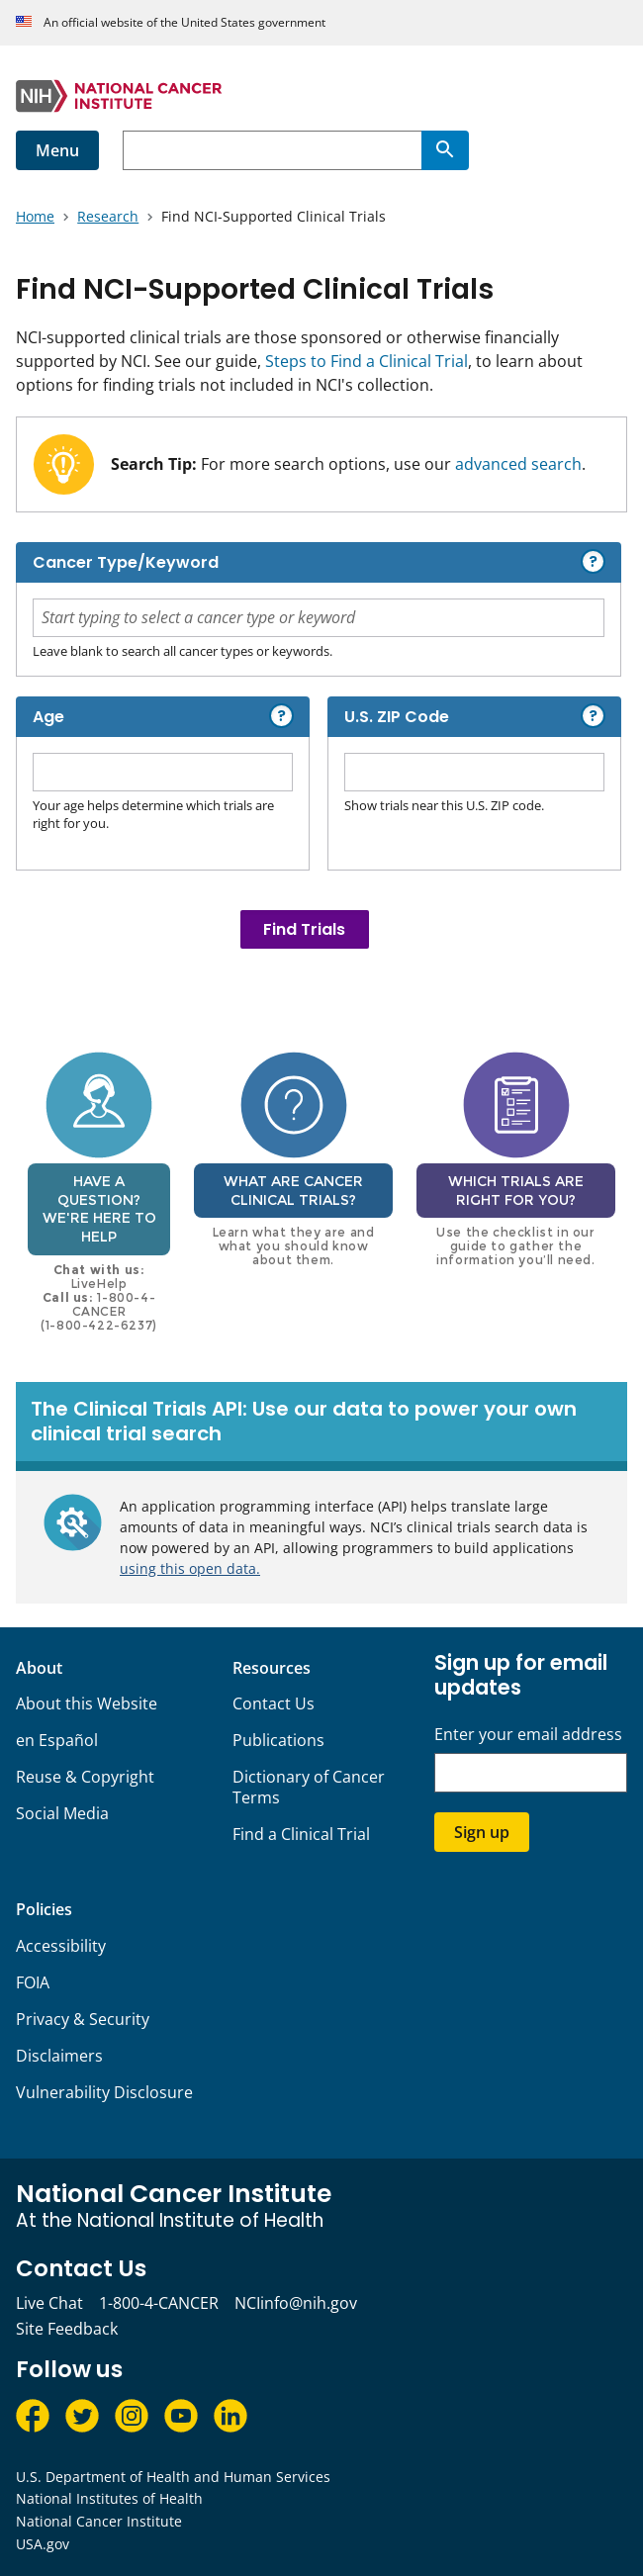 An official website of the United States government
NIH
NATIONAL CANCER
INSTITUTE
Menu
Home > Research > Find NCI-Supported Clinical Trials
Find NCI-Supported Clinical Trials
NCI-supported clinical trials are those sponsored or otherwise financially
supported by NCI. See our guide, Steps to Find a Clinical Trial, to learn about
options for finding trials not included in NCI's collection.
Search Tip: For more search options, use our advanced search.
Cancer Type/Keyword ?
Start typing to select a cancer type or keyword
Leave blank to search all cancer types or keywords.
Age ?
Your age helps determine which trials are
right for you.
U.S. ZIP Code ?
Show trials near this U.S. ZIP code.
Find Trials
HAVE A
QUESTION?
WE'RE HERE TO
HELP
Chat with us:
LiveHelp
Call us: 1-800-4-
CANCER
(1-800-422-6237)
?
WHAT ARE CANCER
CLINICAL TRIALS?
Learn what they are and
what you should know
about them.
WHICH TRIALS ARE
RIGHT FOR YOU?
Use the checklist in our
guide to gather the
information you'll need.
The Clinical Trials API: Use our data to power your own
clinical trial search
An application programming interface (API) helps translate large
amounts of data in meaningful ways. NCI’s clinical trials search data is
now powered by an API, allowing programmers to build applications
using this open data.
About
About this Website
en Español
Reuse & Copyright
Social Media
Resources
Contact Us
Publications
Dictionary of Cancer
Terms
Find a Clinical Trial
Sign up for email
updates
Enter your email address
Sign up
Policies
Accessibility
FOIA
Privacy & Security
Disclaimers
Vulnerability Disclosure
National Cancer Institute
At the National Institute of Health
Contact Us
Live Chat 1-800-4-CANCER NCIinfo@nih.gov
Site Feedback
Follow us
U.S. Department of Health and Human Services
National Institutes of Health
National Cancer Institute
USA.gov